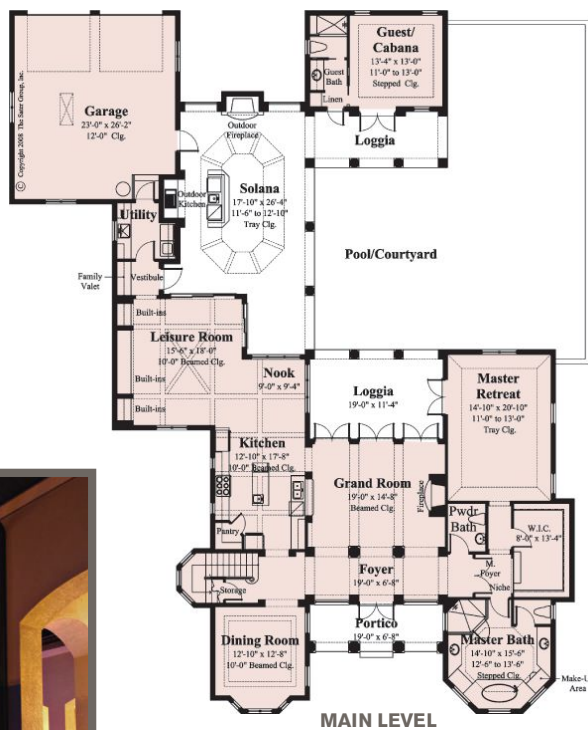 Guest/
Cabana
13'-4" x 13'-0"
11'-0" to 13'-0"
Stepped Clg.
Guest
Bath
Linen
Garage
23'-0" x 26'-2"
12'-0" Clg.
© Copyright 2008 The Sater Group, Inc.
Outdoor
Fireplace
Loggia
Solana
17'-10" x 26'-4"
11'-6" to 12'-10"
Tray Clg.
Outdoor
Kitchen
Utility
Pool/Courtyard
Family
Valet
Vestibule
Built-ins
Leisure Room
15'-6" x 18'-0"
10'-0" Beamed Clg.
Built-ins
Built-ins
Nook
9'-0" x 9'-4"
Loggia
19'-0" x 11'-4"
Master
Retreat
14'-10" x 20'-10"
11'-0" to 13'-0"
Tray Clg.
Kitchen
12'-10" x 17'-8"
10'-0" Beamed Clg.
Grand Room
19'-0" x 14'-8"
Beamed Clg.
Fireplace
Pwdr
Bath
W.I.C.
8'-0" x 13'-4"
Pantry
Foyer
19'-0" x 6'-8"
M.
Foyer
Niche
Storage
Portico
19'-0" x 6'-8"
Dining Room
12'-10" x 12'-8"
10'-0" Beamed Clg.
Master Bath
14'-10" x 15'-6"
12'-6" to 13'-6"
Stepped Clg.
Make-U
Area
MAIN LEVEL